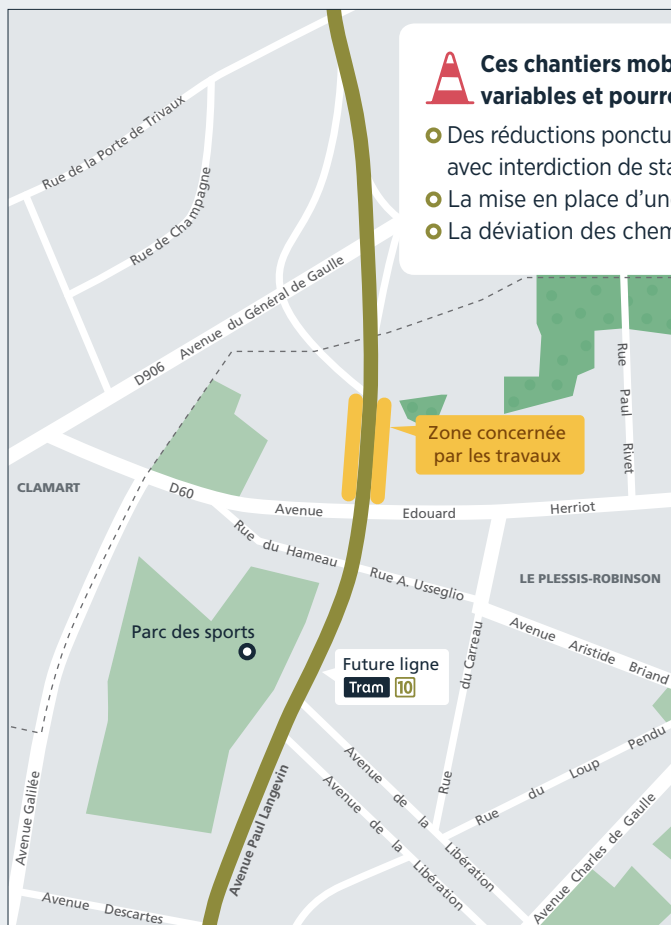 Ces chantiers mob
variables et pourr
Des réductions ponctu
avec interdiction de sta
La mise en place d'un
La déviation des chem
Rue de la Porte de Trivaux
Rue de Champagne
D906 Avenue du Général de Gaulle
Rue Paul Rivet
Zone concernée
par les travaux
CLAMART
D60
Avenue Edouard Herriot
Rue du Hameau
Rue A. Usseglio
LE PLESSIS-ROBINSON
Avenue Aristide Briand
Parc des sports
Future ligne
Tram 10
Rue du Carreau
Rue du Loup Pendu
Avenue de la Libération
Avenue de la Libération
Avenue Paul Langevin
Avenue Galilée
Avenue Charles de Gaulle
Avenue Descartes